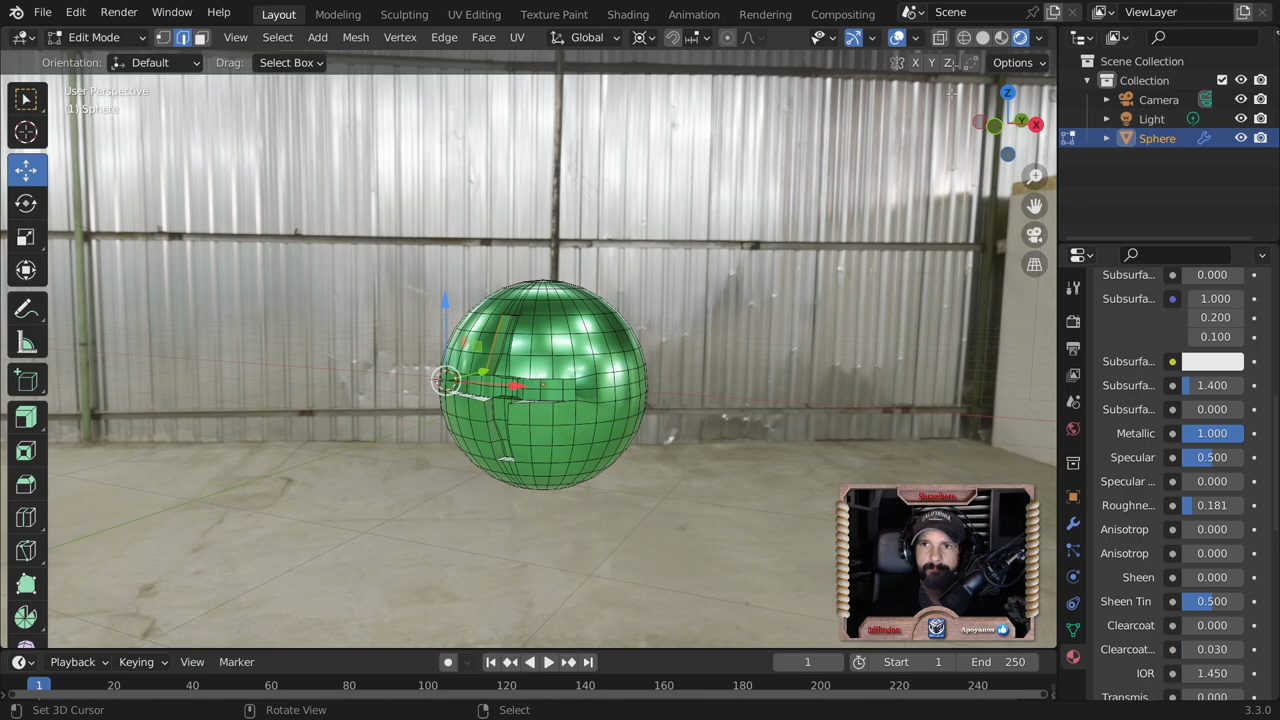 File Edit Render Window Help Layout Modeling Sculpting UV Editing Texture Paint Shading Animation Rendering Compositing Scene ViewLayer
Edit Mode View Select Add Mesh Vertex Edge Face UV Global
Orientation: Default Drag: Select Box X Y Z Options
User Perspective
(1) Sphere
Z
Y
X
Scene Collection
Collection
Camera
Light
Sphere
Subsurfa... 0.000
Subsurfa... 1.000
0.200
0.100
Subsurfa...
Subsurfa... 1.400
Subsurfa... 0.000
Metallic 1.000
Specular 0.500
Specular ... 0.000
Roughne... 0.181
Anisotrop 0.000
Anisotrop 0.000
Sheen 0.000
Sheen Tin 0.500
Clearcoat 0.000
Clearcoat... 0.030
IOR 1.450
Transmis... 0.000
Suscribete
CALIFORNIA
Apoyanos
Playback Keying View Marker 1 Start 1 End 250
1 20 40 60 80 100 120 140 160 180 200 220 240
Set 3D Cursor Rotate View Select 3.3.0